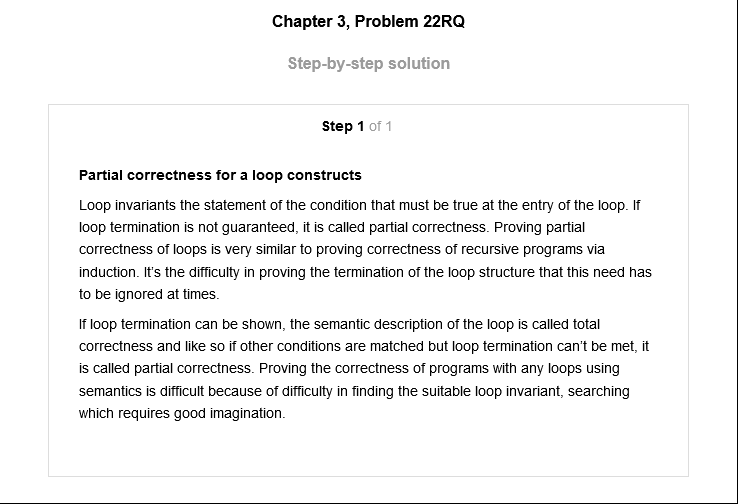 Chapter 3, Problem 22RQ
Step-by-step solution
Step 1 of 1
Partial correctness for a loop constructs
Loop invariants the statement of the condition that must be true at the entry of the loop. If
loop termination is not guaranteed, it is called partial correctness. Proving partial
correctness of loops is very similar to proving correctness of recursive programs via
induction. It's the difficulty in proving the termination of the loop structure that this need has
to be ignored at times.
If loop termination can be shown, the semantic description of the loop is called total
correctness and like so if other conditions are matched but loop termination can't be met, it
is called partial correctness. Proving the correctness of programs with any loops using
semantics is difficult because of difficulty in finding the suitable loop invariant, searching
which requires good imagination.